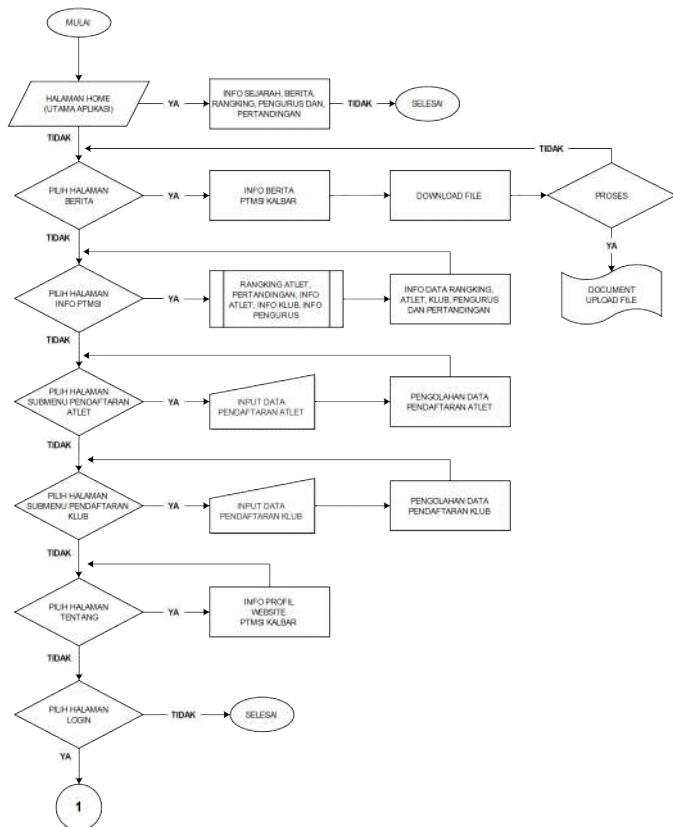 MULAI
HALAMAN HOME
(UTAMA APLIKASI)
YA
INFO SEJARAH, BERITA,
RANGKING, PENGURUS DAN,
PERTANDINGAN
TIDAK
SELESAI
TIDAK
TIDAK
PILIH HALAMAN
BERITA
YA
INFO BERITA
PTMSI KALBAR
DOWNLOAD FILE
PROSES
TIDAK
YA
PILIH HALAMAN
INFO PTMSI
YA
RANGKING ATLET,
PERTANDINGAN, INFO
ATLET, INFO KLUB, INFO
PENGURUS
INFO DATA RANGKING,
ATLET, KLUB, PENGURUS
DAN PERTANDINGAN
DOCUMENT
UPLOAD FILE
TIDAK
PILIH HALAMAN
SUBMENU PENDAFTARAN
ATLET
YA
INPUT DATA
PENDAFTARAN ATLET
PENGOLAHAN DATA
PENDAFTARAN ATLET
TIDAK
PILIH HALAMAN
SUBMENU PENDAFTARAN
KLUB
YA
INPUT DATA
PENDAFTARAN KLUB
PENGOLAHAN DATA
PENDAFTARAN KLUB
TIDAK
PILIH HALAMAN
TENTANG
YA
INFO PROFIL
WEBSITE
PTMSI KALBAR
TIDAK
PILIH HALAMAN
LOGIN
TIDAK
SELESAI
YA
1